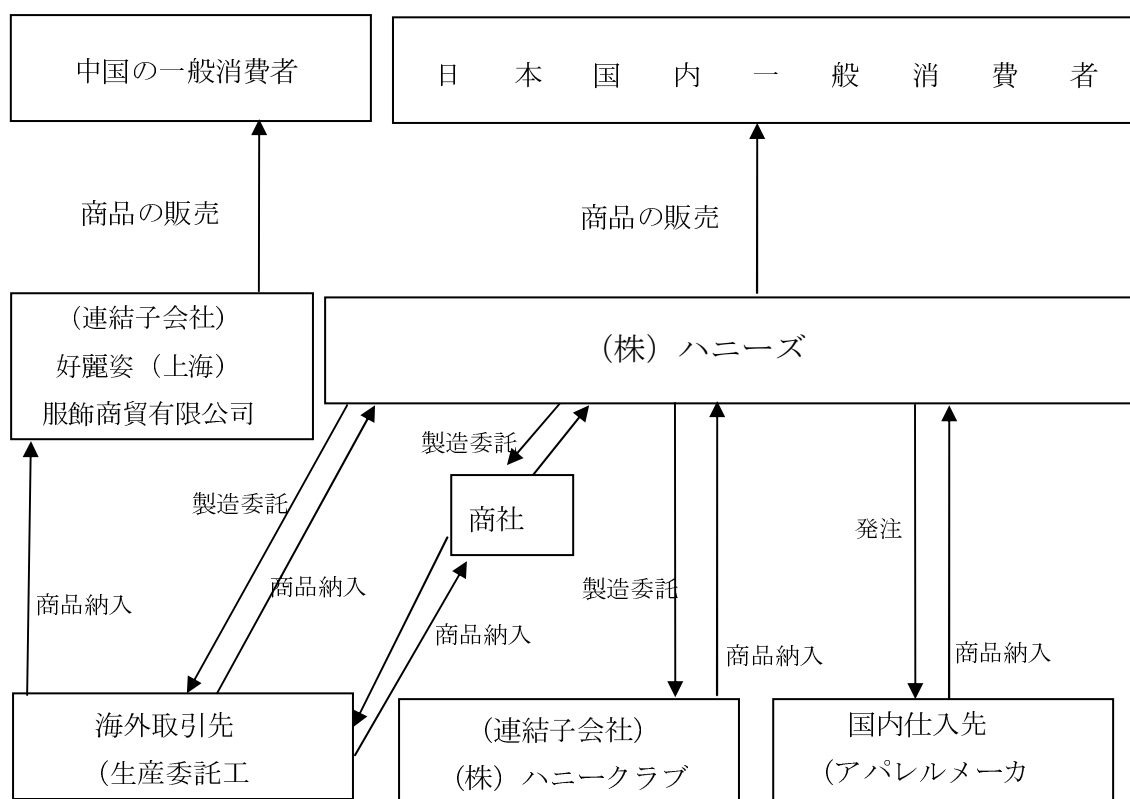 中国の一般消費者
日本国内一般消費者
商品の販売
商品の販売
（連結子会社）
好麗姿（上海）
服飾商貿有限公司
（株）ハニーズ
製造委託
製造委託
商社
発注
商品納入
製造委託
商品納入
商品納入
商品納入
商品納入
海外取引先
（生産委託工
（連結子会社）
（株）ハニークラブ
国内仕入先
（アパレルメーカ